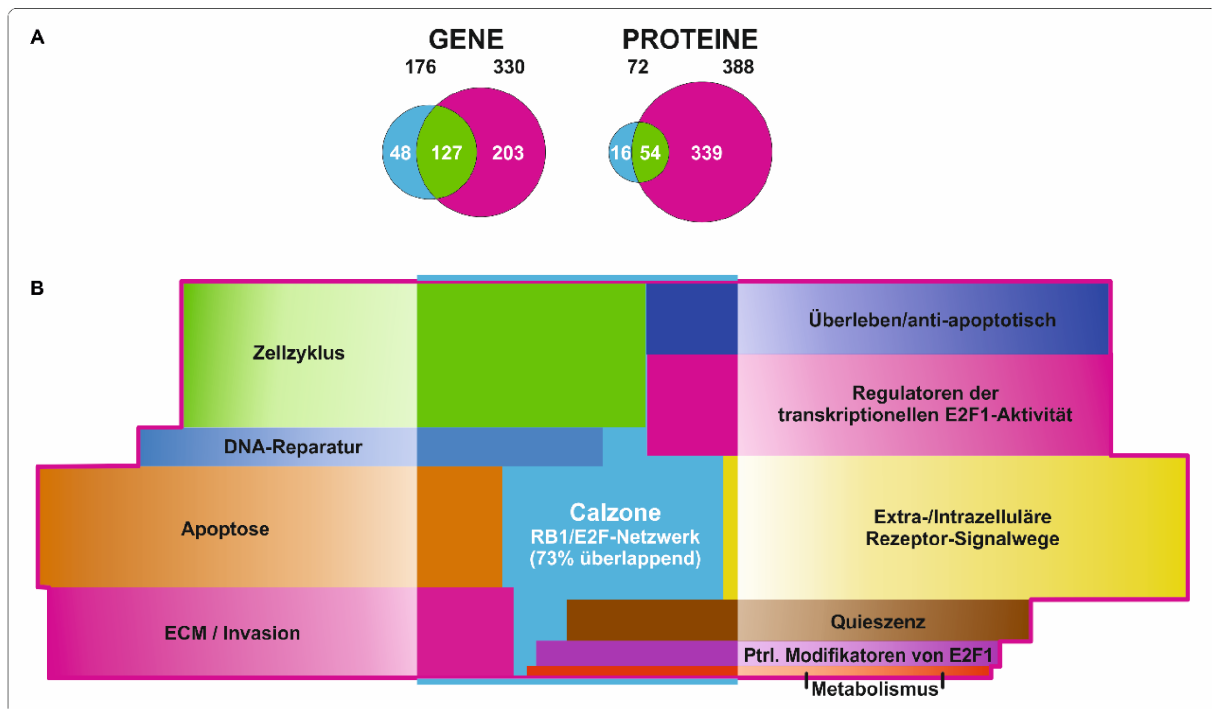 A
GENE
PROTEINE
176
330
72
388
48
127
203
16
54
339
B
Zellzyklus
Überleben/anti-apoptotisch
Regulatoren der
transkriptionellen E2F1-Aktivität
DNA-Reparatur
Apoptose
Calzone
RB1/E2F-Netzwerk
(73% überlappend)
Extra-/Intrazelluläre
Rezeptor-Signalwege
ECM / Invasion
Quieszenz
Ptrl. Modifikatoren von E2F1
Metabolismus